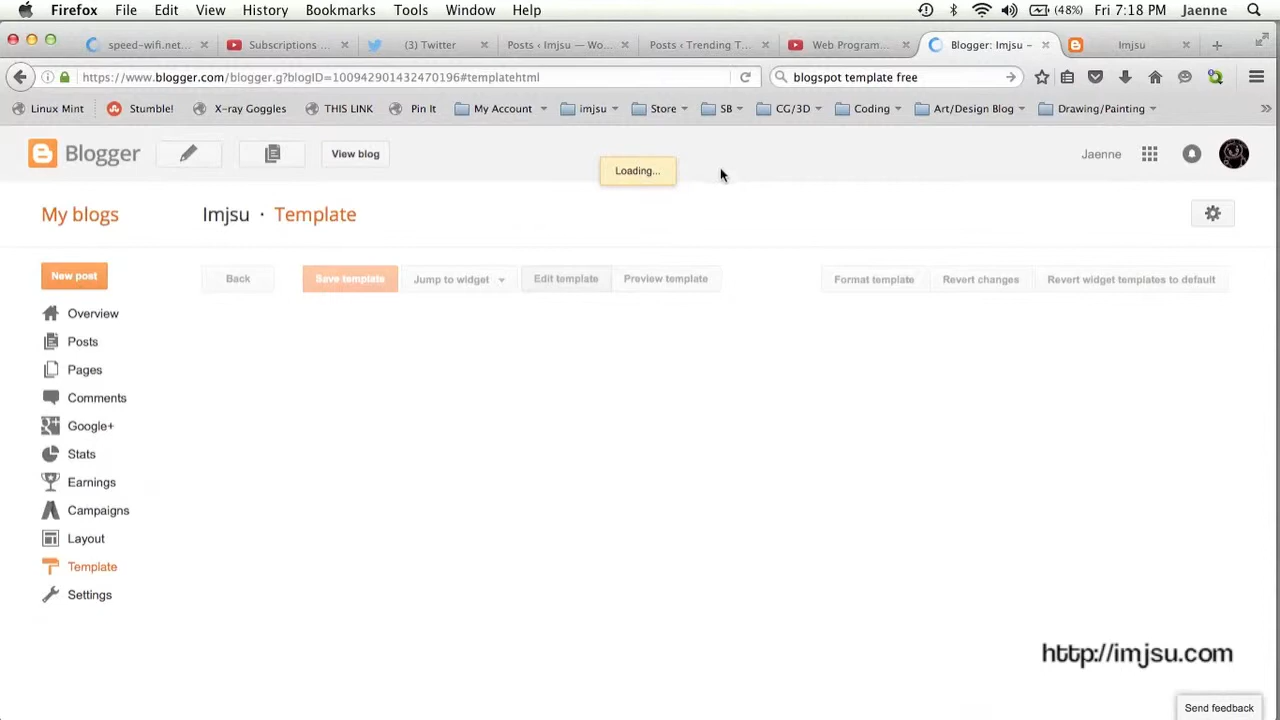 Firefox File Edit View History Bookmarks Tools Window Help (48%) Fri 7:18 PM Jaenne
speed-wifi.net... Subscriptions ... (3) Twitter Posts ‹ Imjsu — Wo... Posts ‹ Trending T... Web Program... Blogger: Imjsu - Imjsu
https://www.blogger.com/blogger.g?blogID=100942901432470196#templatehtml blogspot template free
Linux Mint Stumble! X-ray Goggles THIS LINK Pin It My Account imjsu Store SB CG/3D Coding Art/Design Blog Drawing/Painting
Blogger View blog Loading... Jaenne
My blogs Imjsu · Template
New post Back Save template Jump to widget Edit template Preview template Format template Revert changes Revert widget templates to default
Overview
Posts
Pages
Comments
Google+
Stats
Earnings
Campaigns
Layout
Template
Settings
http://imjsu.com
Send feedback